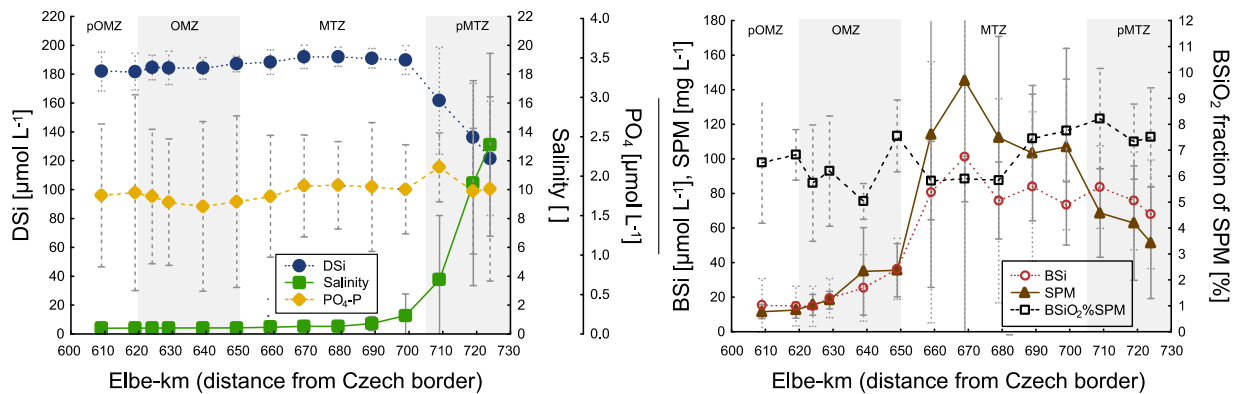 pOMZ OMZ MTZ pMTZ
220 200 180 160 140 120 100 80 60 40 20 0
DSi [µmol L⁻¹]
22 20 18 16 14 12 10 8 6 4 2 0
Salinity [ ]
4.0 3.5 3.0 2.5 2.0 1.5 1.0 0.5 0.0
PO₄ [µmol L⁻¹]
DSi
Salinity
PO₄-P
600 610 620 630 640 650 660 670 680 690 700 710 720 730
Elbe-km (distance from Czech border)
pOMZ OMZ MTZ pMTZ
180 160 140 120 100 80 60 40 20 0
BSi [µmol L⁻¹], SPM [mg L⁻¹]
12 11 10 9 8 7 6 5 4 3 2 1 0
BSiO₂ fraction of SPM [%]
BSi
SPM
BSiO₂%SPM
600 610 620 630 640 650 660 670 680 690 700 710 720 730
Elbe-km (distance from Czech border)